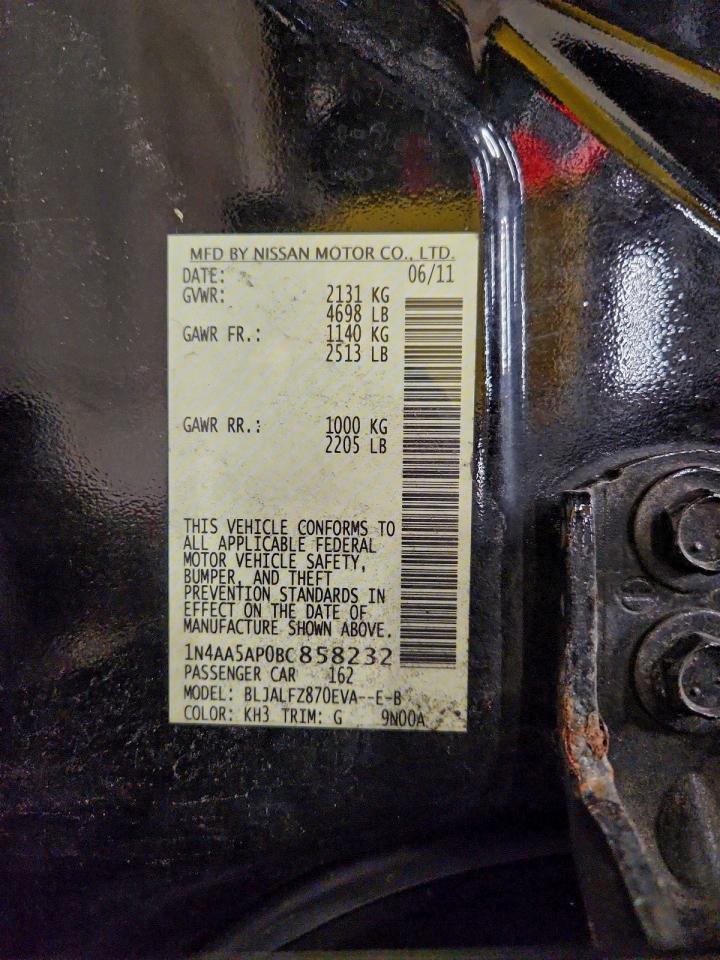 MFD BY NISSAN MOTOR CO., LTD.
DATE: 06/11
GVWR: 2131 KG
4698 LB
GAWR FR.: 1140 KG
2513 LB
GAWR RR.: 1000 KG
2205 LB
THIS VEHICLE CONFORMS TO
ALL APPLICABLE FEDERAL
MOTOR VEHICLE SAFETY,
BUMPER, AND THEFT
PREVENTION STANDARDS IN
EFFECT ON THE DATE OF
MANUFACTURE SHOWN ABOVE.
1N4AA5AP0BC858232
PASSENGER CAR 162
MODEL: BLJALFZ870EVA--E-B
COLOR: KH3 TRIM: G 9N00A